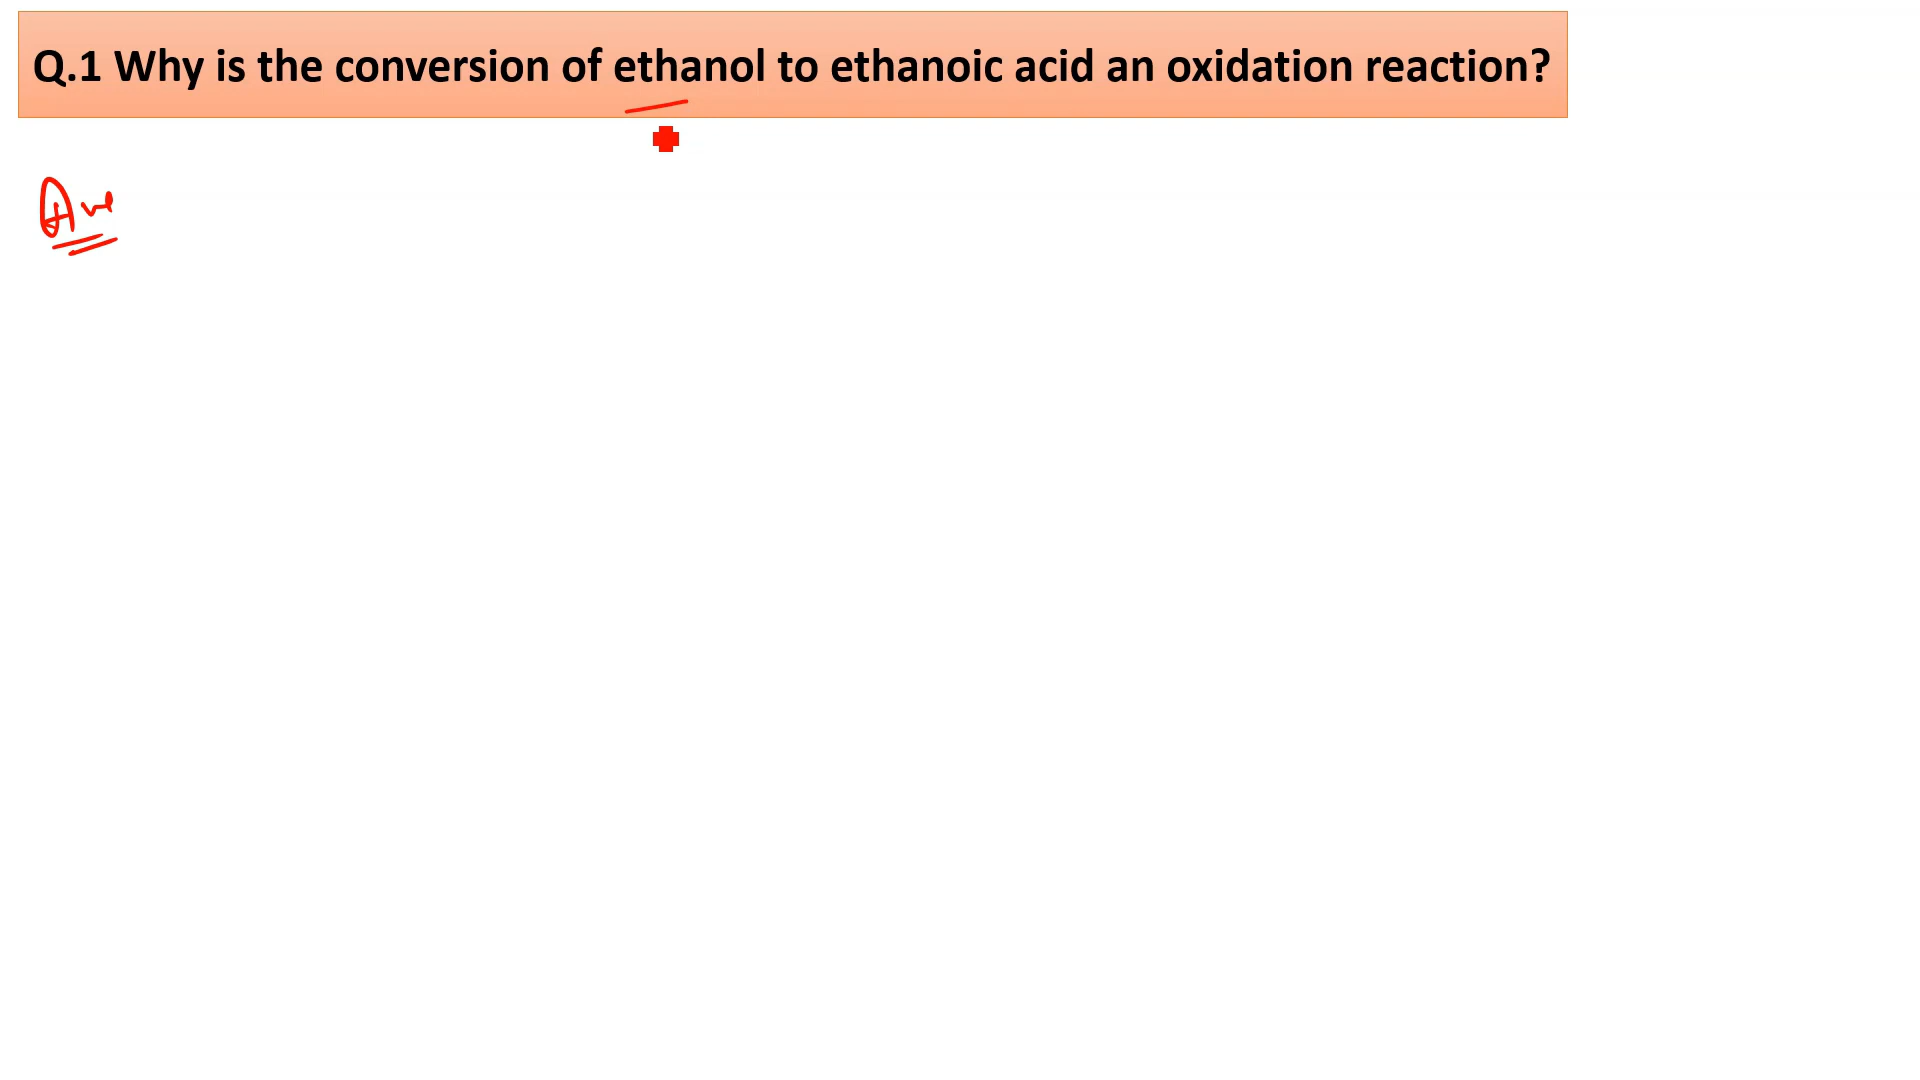 Q.1 Why is the conversion of ethanol to ethanoic acid an oxidation reaction?
Ans